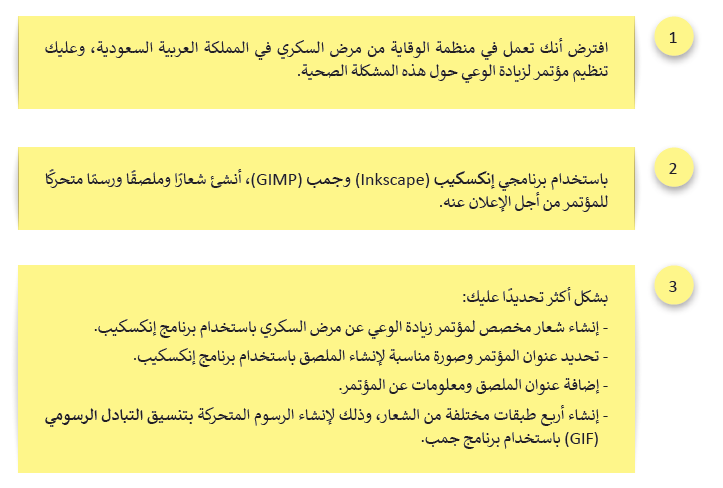 1
افترض أنك تعمل في منظمة الوقاية من مرض السكري في المملكة العربية السعودية، وعليك
تنظيم مؤتمر لزيادة الوعي حول هذه المشكلة الصحية.
2
باستخدام برنامجي إنكسكيب (Inkscape) وجمب (GIMP)، أنشئ شعارًا وملصقًا ورسمًا متحركًا
للمؤتمر من أجل الإعلان عنه.
3
بشكل أكثر تحديدًا عليك:
- إنشاء شعار مخصص لمؤتمر زيادة الوعي عن مرض السكري باستخدام برنامج إنكسكيب.
- تحديد عنوان المؤتمر وصورة مناسبة لإنشاء الملصق باستخدام برنامج إنكسكيب.
- إضافة عنوان الملصق ومعلومات عن المؤتمر.
- إنشاء أربع طبقات مختلفة من الشعار، وذلك لإنشاء الرسوم المتحركة بتنسيق التبادل الرسومي
(GIF) باستخدام برنامج جمب.